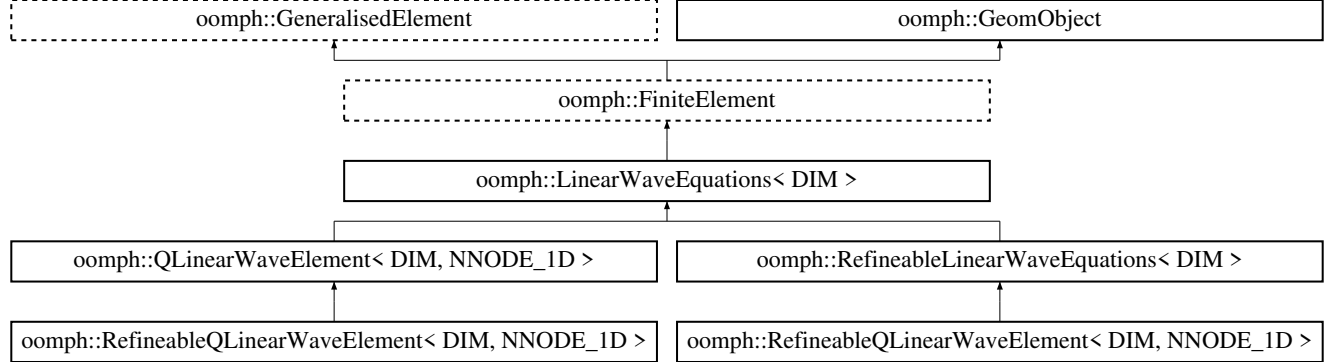 oomph::GeneralisedElement
oomph::GeomObject
oomph::FiniteElement
oomph::LinearWaveEquations< DIM >
oomph::QLinearWaveElement< DIM, NNODE_1D >
oomph::RefineableLinearWaveEquations< DIM >
oomph::RefineableQLinearWaveElement< DIM, NNODE_1D >
oomph::RefineableQLinearWaveElement< DIM, NNODE_1D >